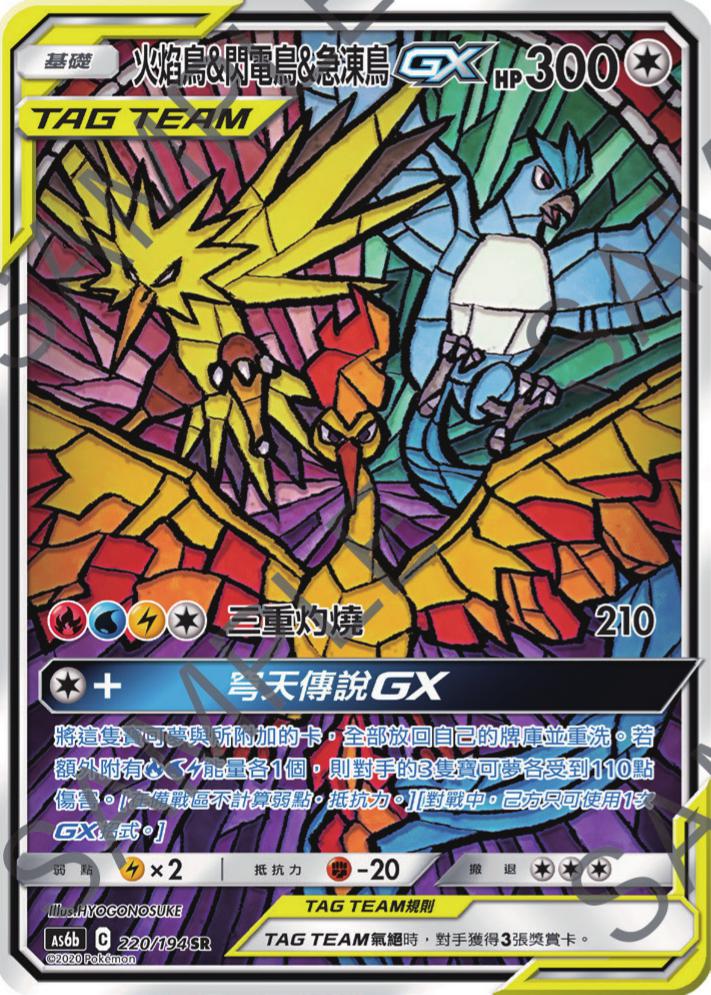 基礎 火焰鳥&閃電鳥&急凍鳥GX HP300
TAG TEAM
三重灼燒 210
+ 穹天傳說GX
將這隻寶可夢與所附加的卡，全部放回自己的牌庫並重洗。若
額外附有能量各1個，則對手的3隻寶可夢各受到110點
傷害。[在備戰區不計算弱點、抵抗力。][對戰中，己方只可使用1次
GX招式。]
弱點 ×2 抵抗力 -20 撤退
Illus.HYOGONOSUKE
TAG TEAM規則
AS6b C 220/194 SR
TAG TEAM氣絕時，對手獲得3張獎賞卡。
©2020 Pokémon
SAMPLE